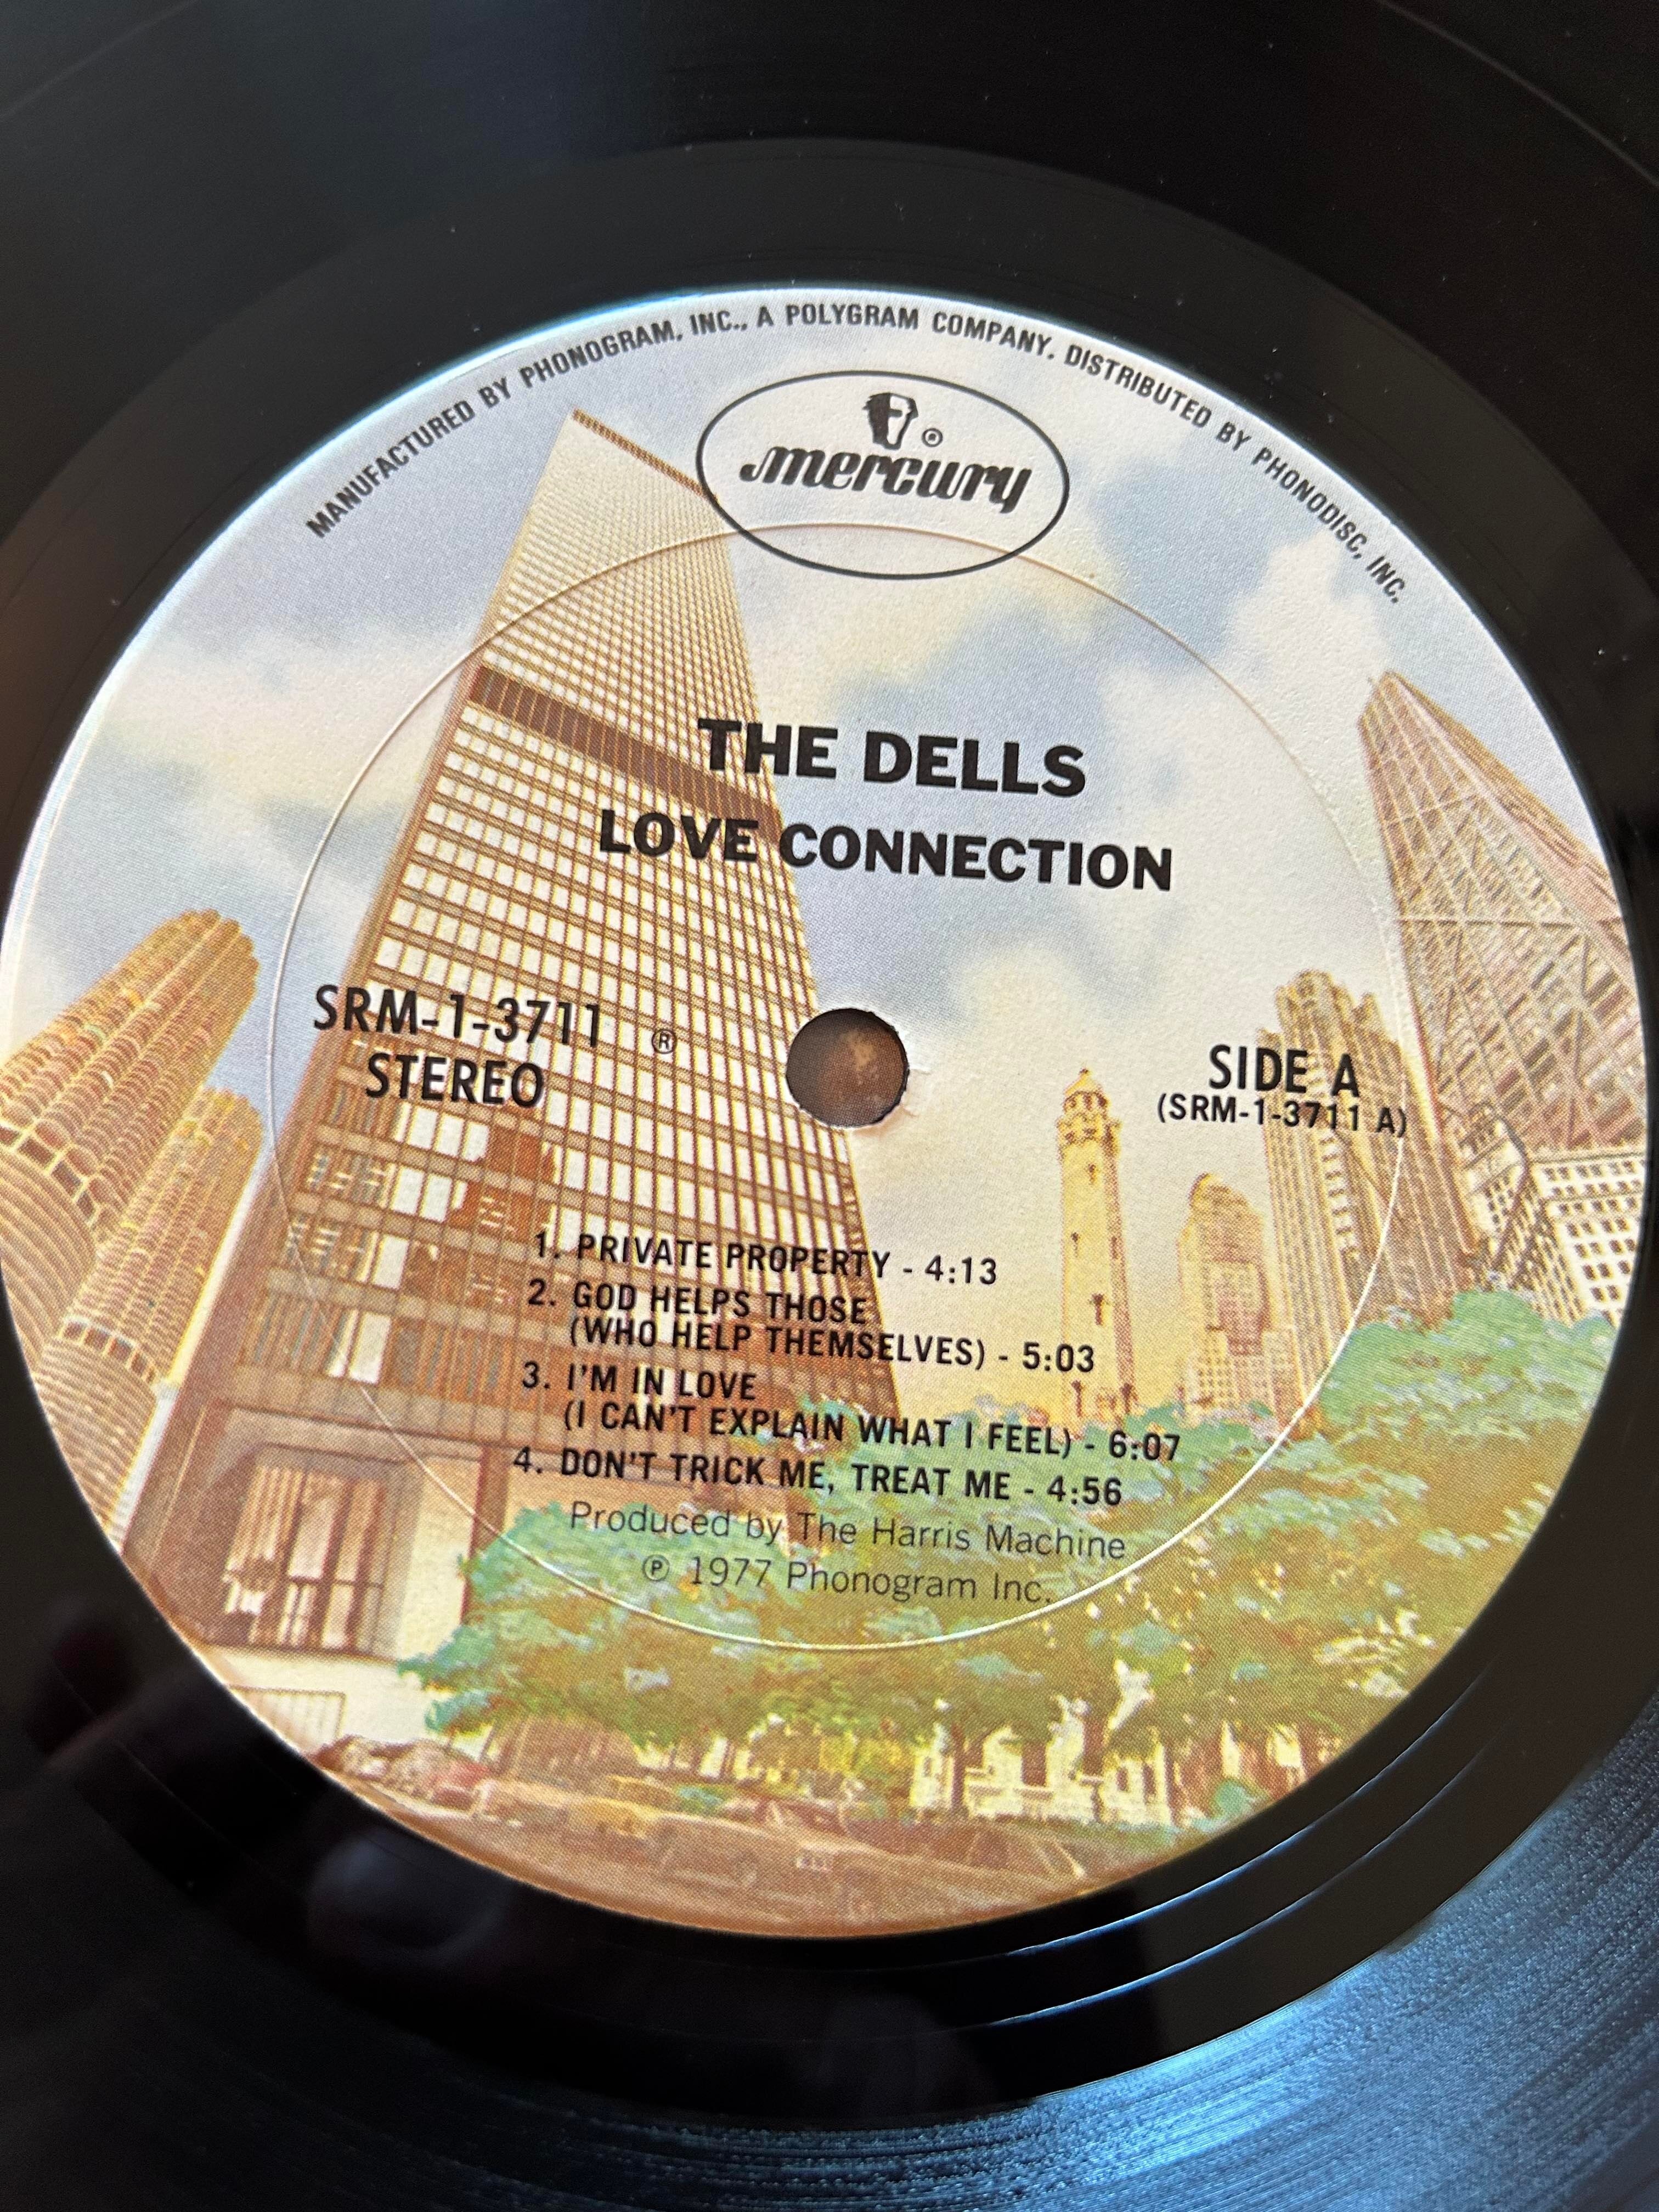 MANUFACTURED BY PHONOGRAM, INC., A POLYGRAM COMPANY. DISTRIBUTED BY PHONODISC, INC.
®
mercury
THE DELLS
LOVE CONNECTION
SRM-1-3711 ®
STEREO
SIDE A
(SRM-1-3711 A)
1. PRIVATE PROPERTY - 4:13
2. GOD HELPS THOSE
(WHO HELP THEMSELVES) - 5:03
3. I'M IN LOVE
(I CAN'T EXPLAIN WHAT I FEEL) - 6:07
4. DON'T TRICK ME, TREAT ME - 4:56
Produced by The Harris Machine
℗ 1977 Phonogram Inc.